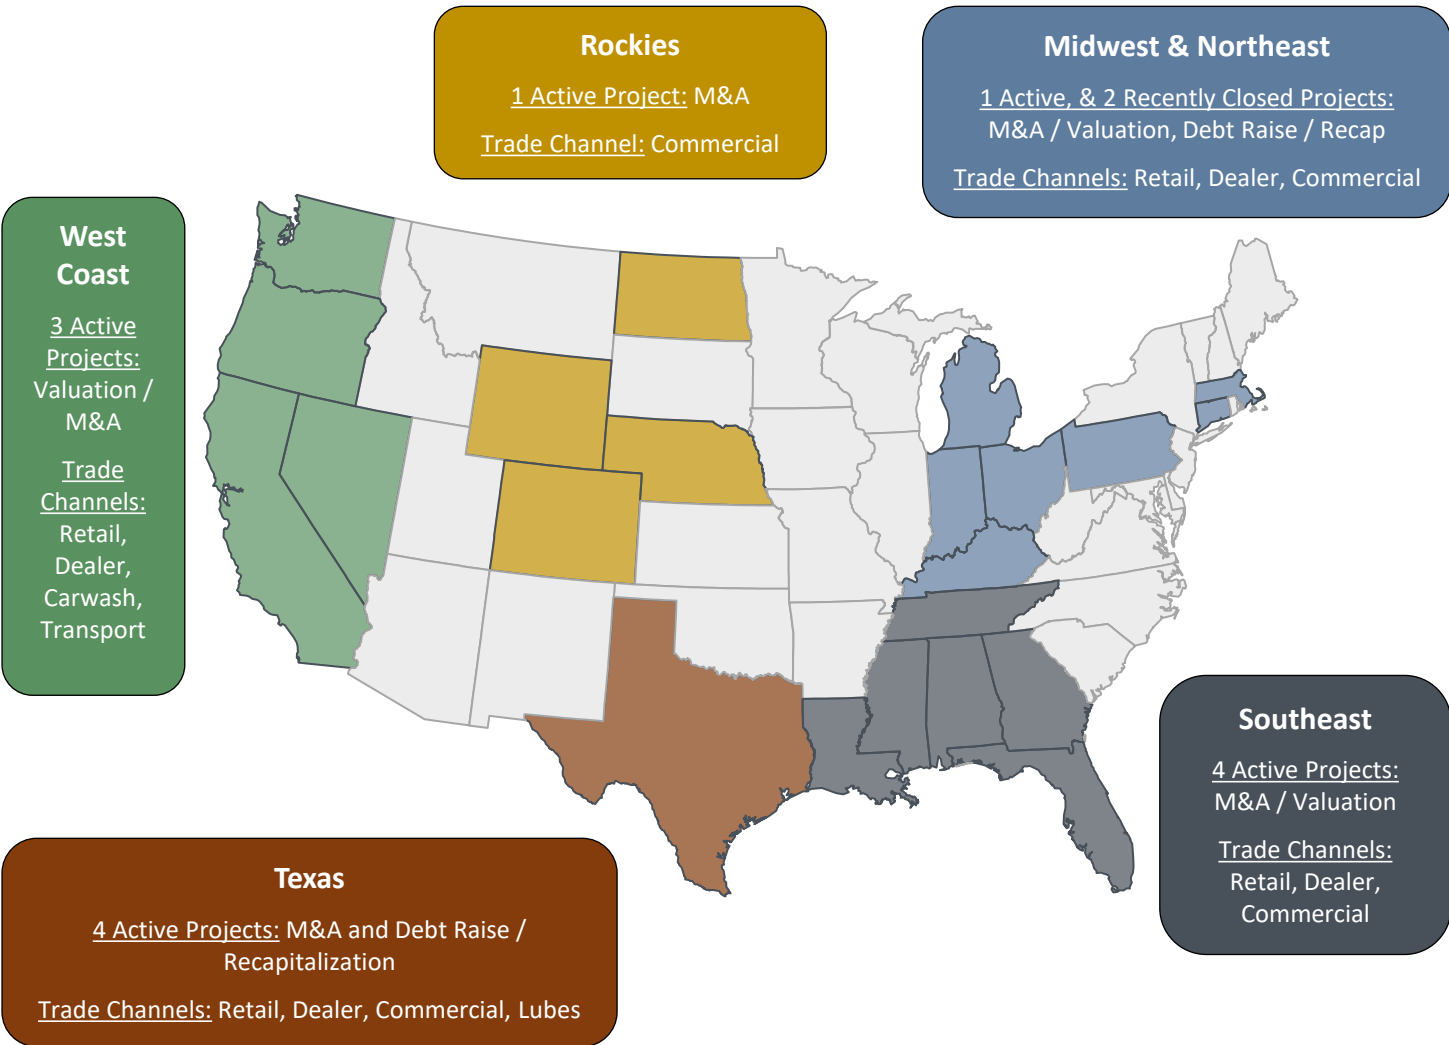 Rockies
1 Active Project: M&A
Trade Channel: Commercial
Midwest & Northeast
1 Active, & 2 Recently Closed Projects:
M&A / Valuation, Debt Raise / Recap
Trade Channels: Retail, Dealer, Commercial
West
Coast
3 Active
Projects:
Valuation /
M&A
Trade
Channels:
Retail,
Dealer,
Carwash,
Transport
Southeast
4 Active Projects:
M&A / Valuation
Trade Channels:
Retail, Dealer,
Commercial
Texas
4 Active Projects: M&A and Debt Raise /
Recapitalization
Trade Channels: Retail, Dealer, Commercial, Lubes